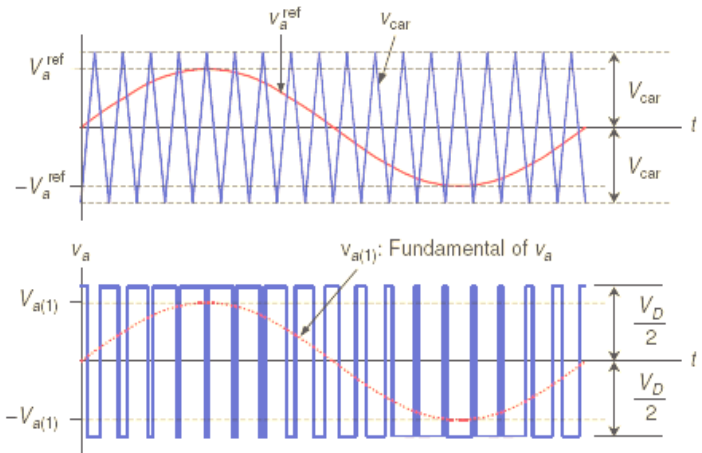 v_a^ref v_car
V_a^ref
V_car
t
V_car
−V_a^ref
v_a v_a(1): Fundamental of v_a
V_a(1)
V_D
2
t
V_D
2
−V_a(1)